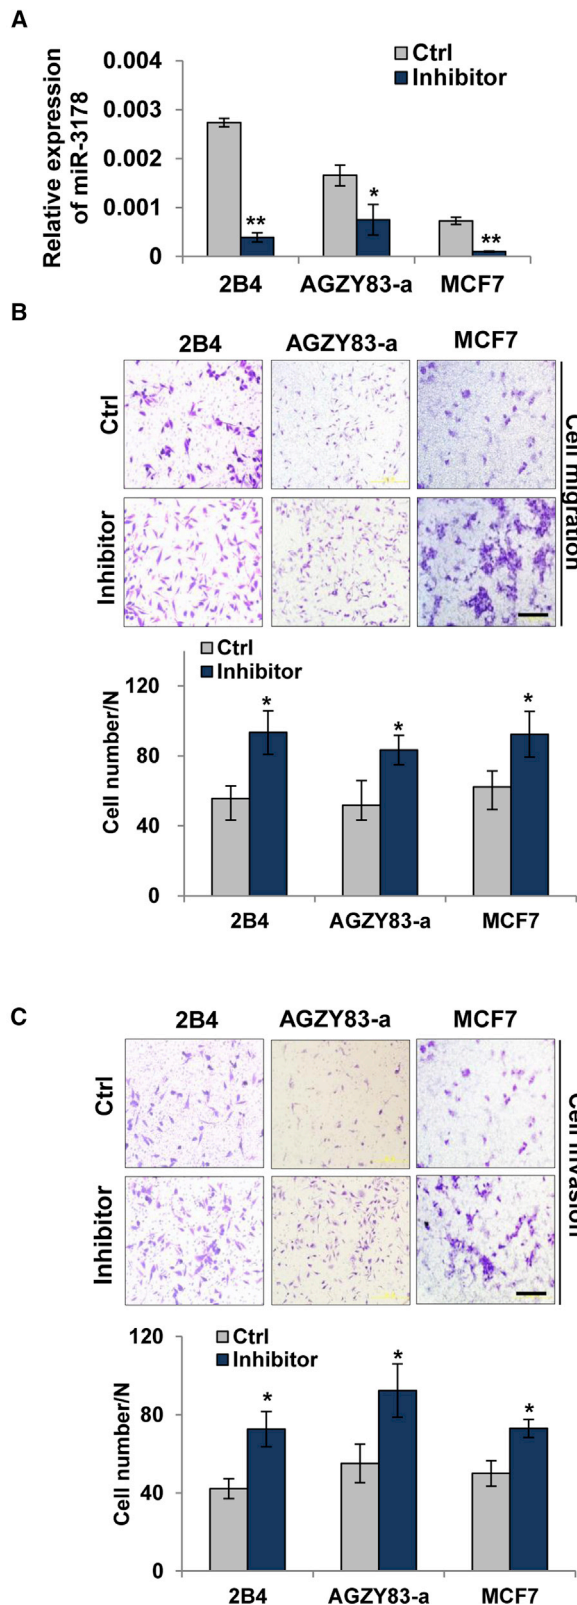 A
Ctrl
Inhibitor
Relative expression
of miR-3178
0.004
0.003
0.002
0.001
0
**
*
**
2B4
AGZY83-a
MCF7
B
2B4
AGZY83-a
MCF7
Ctrl
Inhibitor
Cell migration
Ctrl
Inhibitor
Cell number/N
120
80
40
0
*
*
*
2B4
AGZY83-a
MCF7
C
2B4
AGZY83-a
MCF7
Ctrl
Inhibitor
Cell invasion
Ctrl
Inhibitor
Cell number/N
120
80
40
0
*
*
*
2B4
AGZY83-a
MCF7